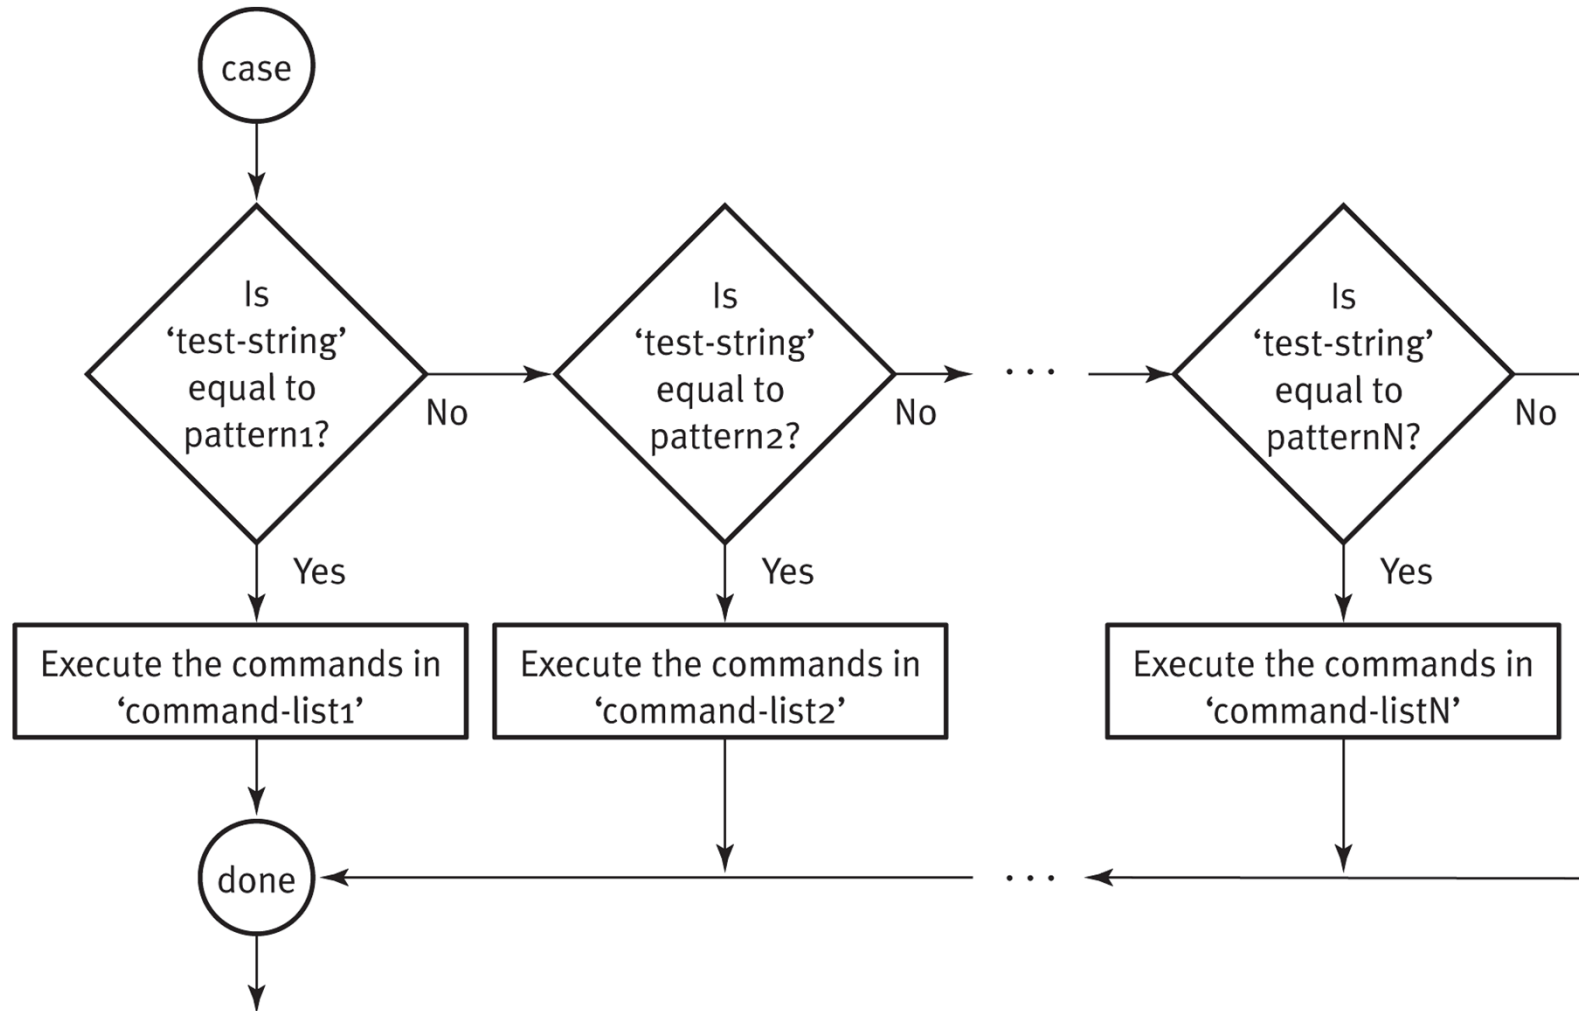 case
Is
‘test-string’
equal to
pattern1?
No
Is
‘test-string’
equal to
pattern2?
No
. . .
Is
‘test-string’
equal to
patternN?
No
Yes
Yes
Yes
Execute the commands in
‘command-list1’
Execute the commands in
‘command-list2’
Execute the commands in
‘command-listN’
done
. . .